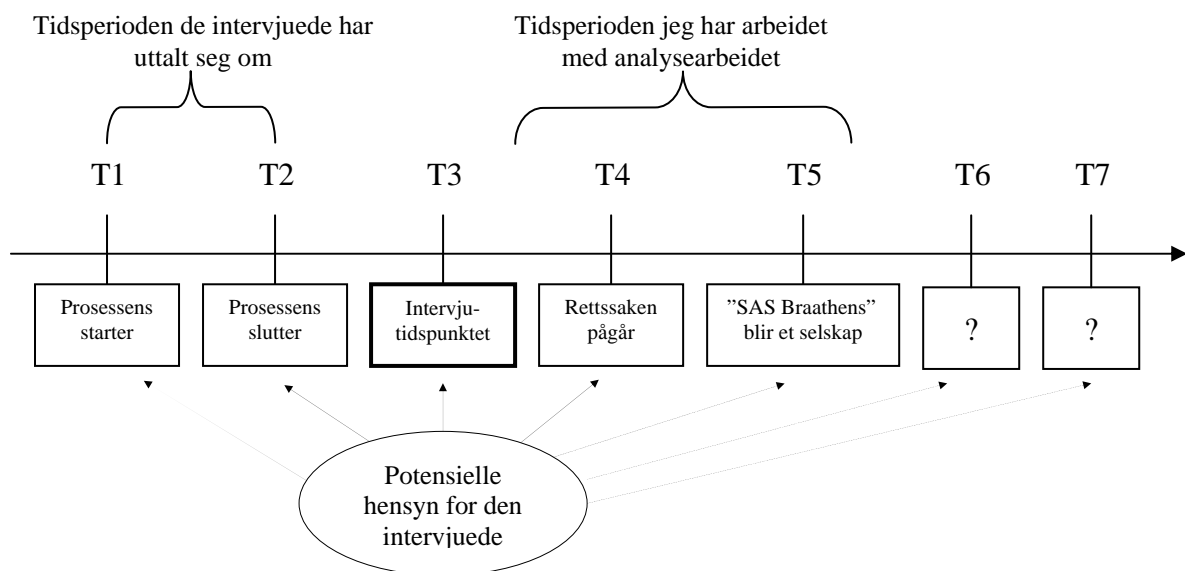 Tidsperioden de intervjuede har
uttalt seg om
Tidsperioden jeg har arbeidet
med analysearbeidet
T1
T2
T3
T4
T5
T6
T7
Prosessens
starter
Prosessens
slutter
Intervju-
tidspunktet
Rettssaken
pågår
”SAS Braathens”
blir et selskap
?
?
Potensielle
hensyn for den
intervjuede